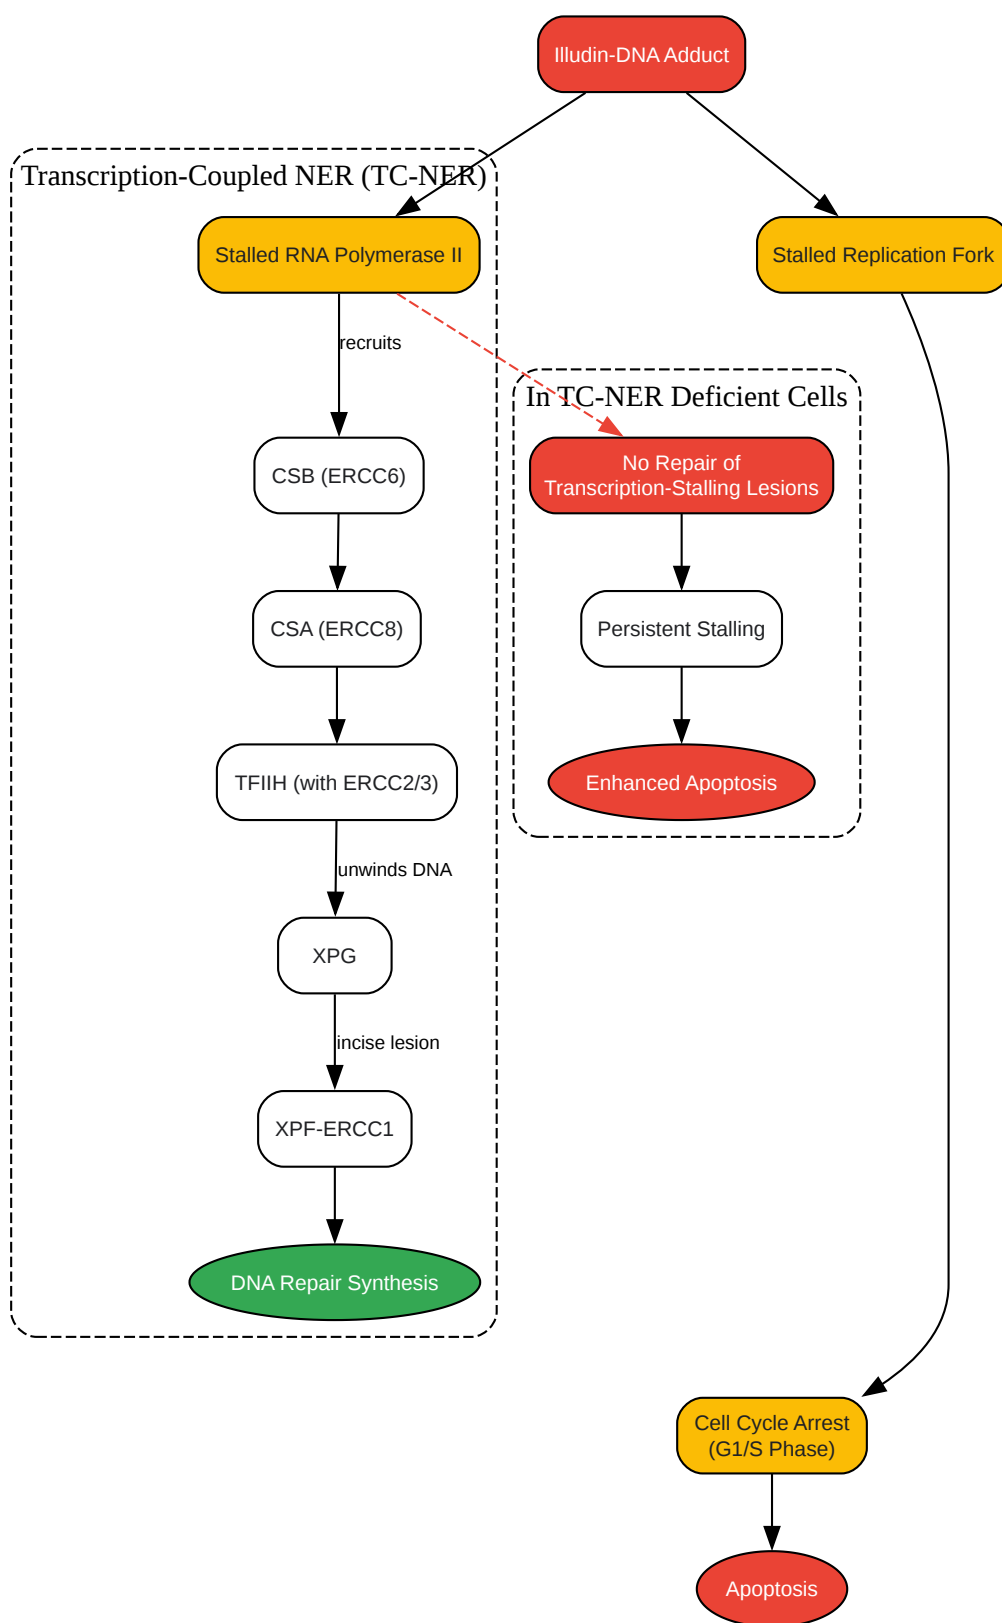 Illudin-DNA Adduct
Transcription-Coupled NER (TC-NER)
Stalled RNA Polymerase II
Stalled Replication Fork
recruits
In TC-NER Deficient Cells
CSB (ERCC6)
No Repair of
Transcription-Stalling Lesions
CSA (ERCC8)
Persistent Stalling
TFIIH (with ERCC2/3)
Enhanced Apoptosis
unwinds DNA
XPG
incise lesion
XPF-ERCC1
DNA Repair Synthesis
Cell Cycle Arrest
(G1/S Phase)
Apoptosis